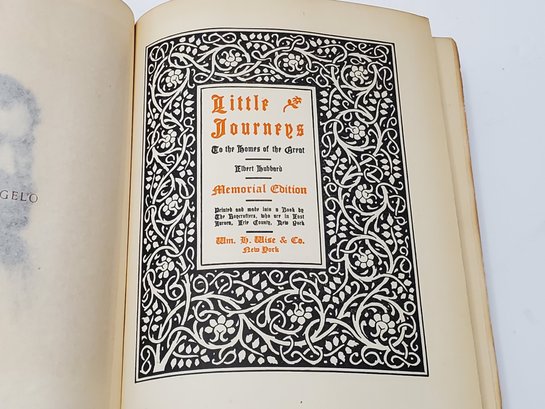 GELO
Little
Journeys
To the Homes of the Great
Elbert Hubbard
Memorial Edition
Printed and made into a Book by
The Roycrofters, who are in East
Aurora, Erie County, New York
Wm. H. Wise & Co.
New York